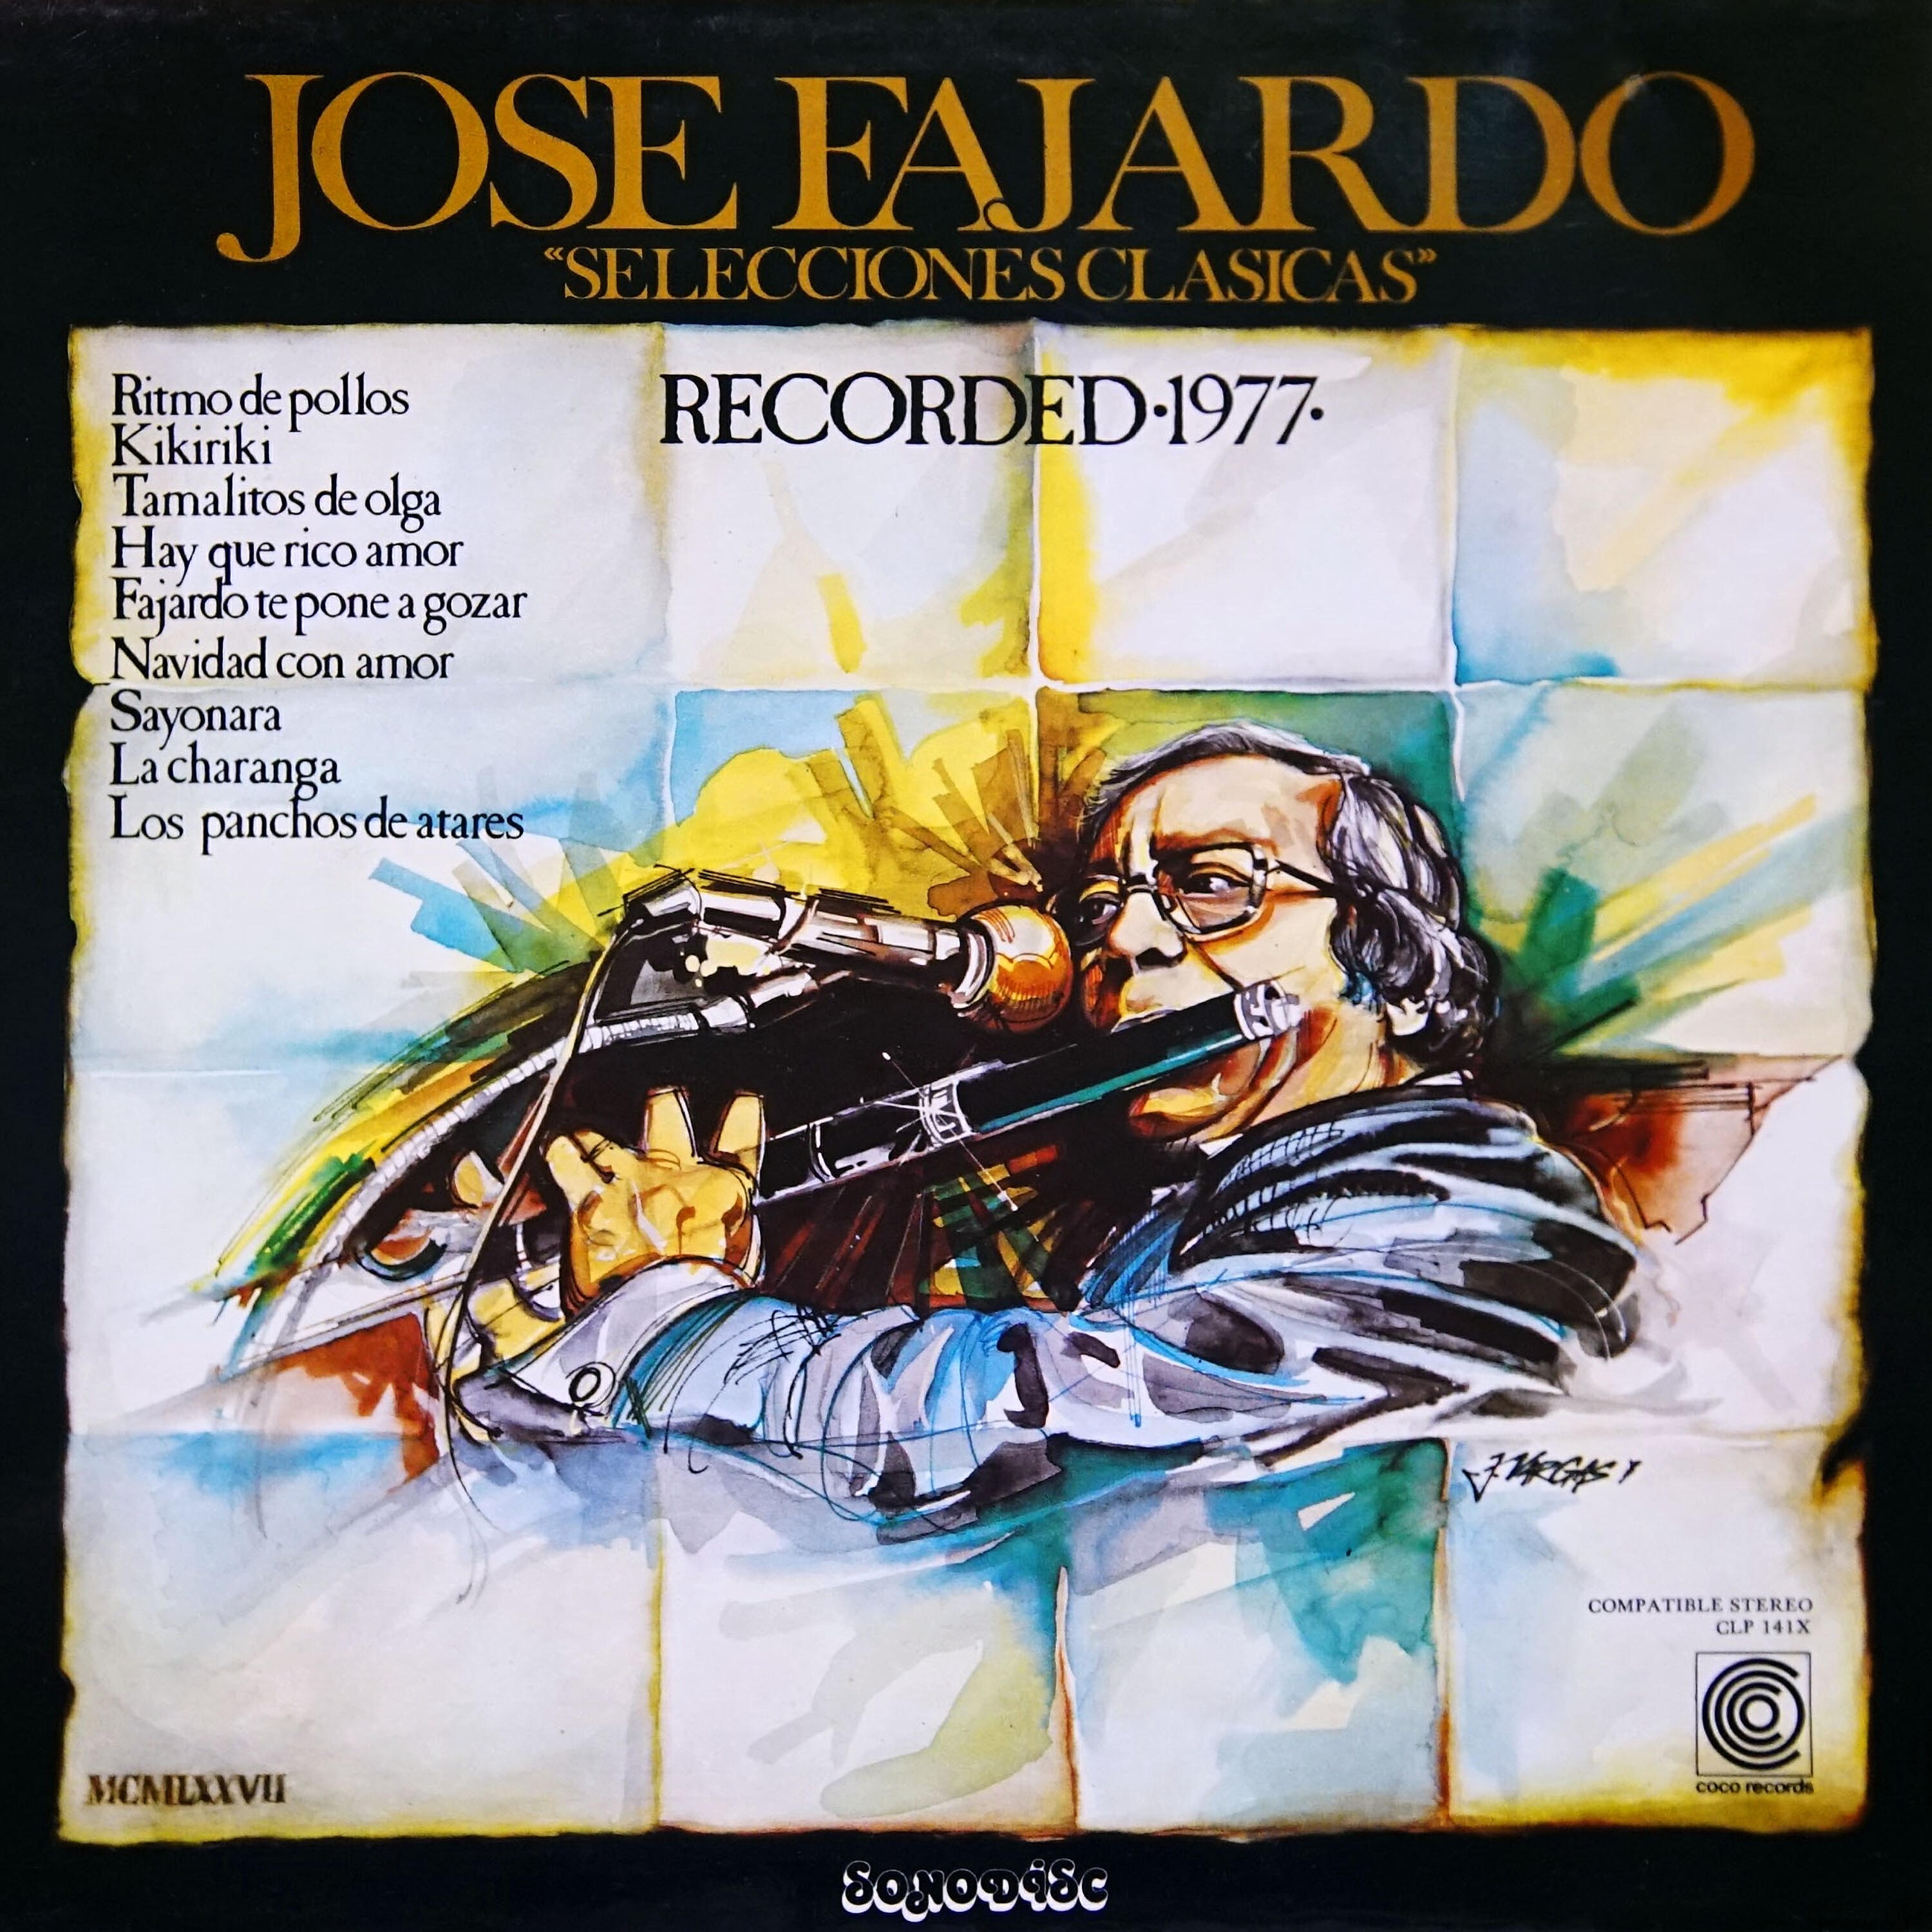 JOSE FAJARDO
«SELECCIONES CLASICAS»
RECORDED·1977·
Ritmo de pollos
Kikiriki
Tamalitos de olga
Hay que rico amor
Fajardo te pone a gozar
Navidad con amor
Sayonara
La charanga
Los panchos de atares
J. VARGAS
COMPATIBLE STEREO
CLP 141X
coco records
MCMLXXVII
SONODISC